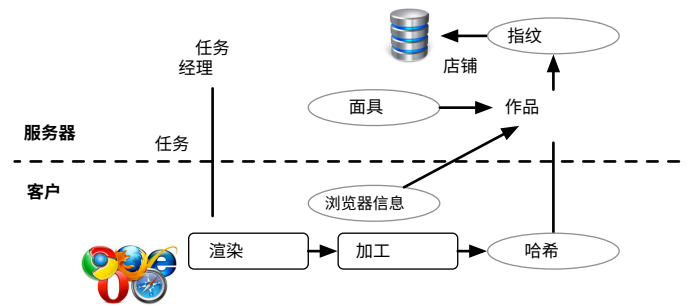 指纹
任务
经理
店铺
面具
作品
服务器
任务
客户
浏览器信息
渲染
加工
哈希